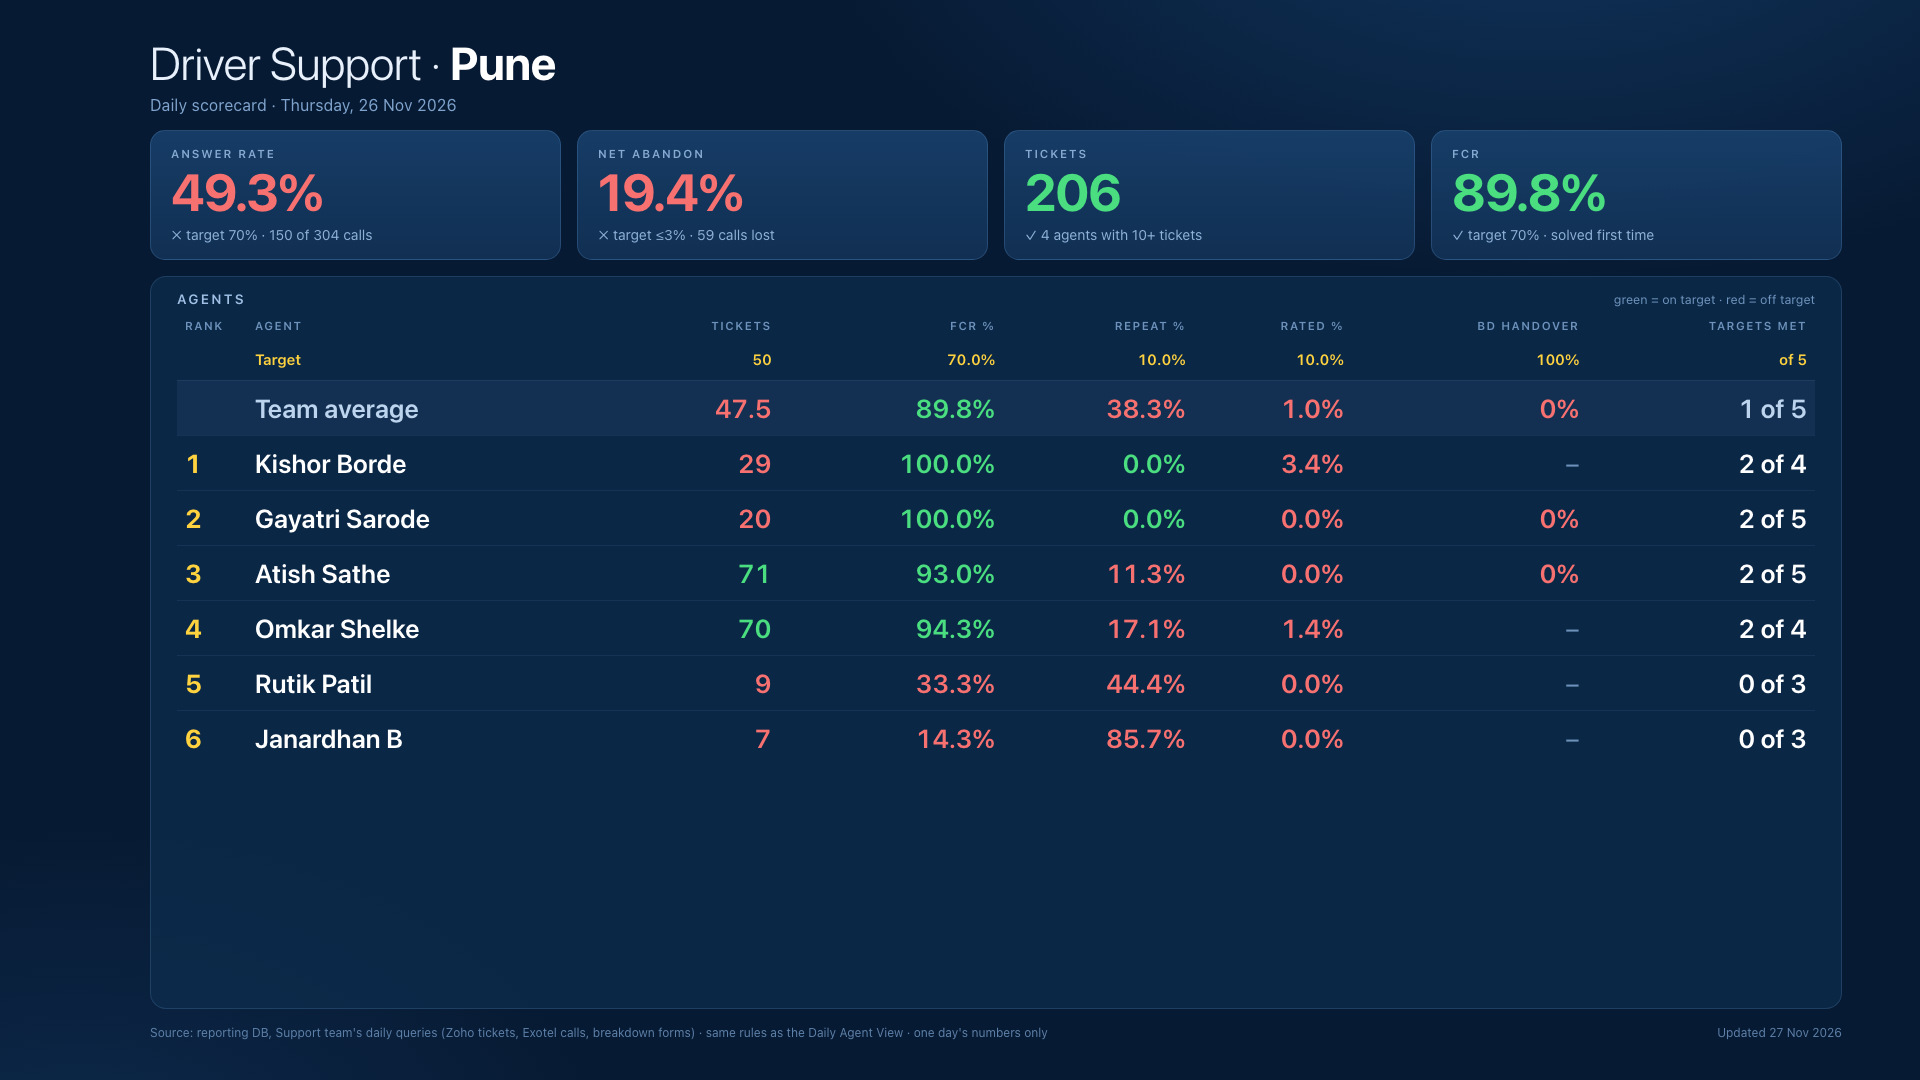 Driver Support · Pune
Daily scorecard · Thursday, 26 Nov 2026
ANSWER RATE
49.3%
✕ target 70% · 150 of 304 calls
NET ABANDON
19.4%
✕ target ≤3% · 59 calls lost
TICKETS
206
✓ 4 agents with 10+ tickets
FCR
89.8%
✓ target 70% · solved first time
AGENTS green = on target · red = off target
RANK AGENT TICKETS FCR % REPEAT % RATED % BD HANDOVER TARGETS MET
Target 50 70.0% 10.0% 10.0% 100% of 5
Team average 47.5 89.8% 38.3% 1.0% 0% 1 of 5
1 Kishor Borde 29 100.0% 0.0% 3.4% – 2 of 4
2 Gayatri Sarode 20 100.0% 0.0% 0.0% 0% 2 of 5
3 Atish Sathe 71 93.0% 11.3% 0.0% 0% 2 of 5
4 Omkar Shelke 70 94.3% 17.1% 1.4% – 2 of 4
5 Rutik Patil 9 33.3% 44.4% 0.0% – 0 of 3
6 Janardhan B 7 14.3% 85.7% 0.0% – 0 of 3
Source: reporting DB, Support team's daily queries (Zoho tickets, Exotel calls, breakdown forms) · same rules as the Daily Agent View · one day's numbers only
Updated 27 Nov 2026